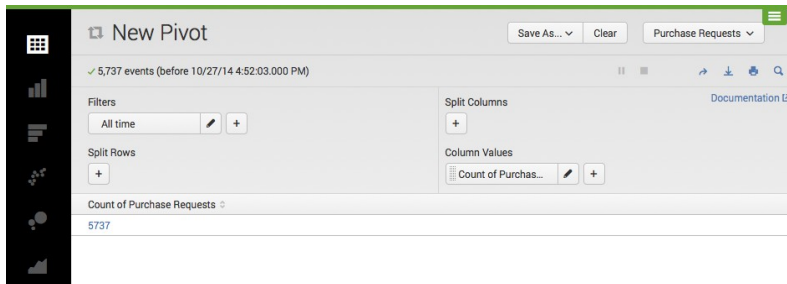 New Pivot
Save As...
Clear
Purchase Requests
5,737 events (before 10/27/14 4:52:03.000 PM)
Documentation
Filters
All time
+
Split Columns
+
Split Rows
+
Column Values
Count of Purchas...
+
Count of Purchase Requests
5737